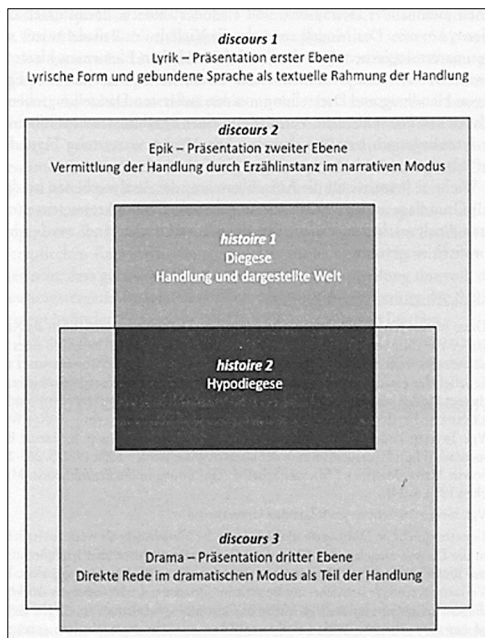 discours 1
Lyrik – Präsentation erster Ebene
Lyrische Form und gebundene Sprache als textuelle Rahmung der Handlung
discours 2
Epik – Präsentation zweiter Ebene
Vermittlung der Handlung durch Erzählinstanz im narrativen Modus
histoire 1
Diegese
Handlung und dargestellte Welt
histoire 2
Hypodiegese
discours 3
Drama – Präsentation dritter Ebene
Direkte Rede im dramatischen Modus als Teil der Handlung